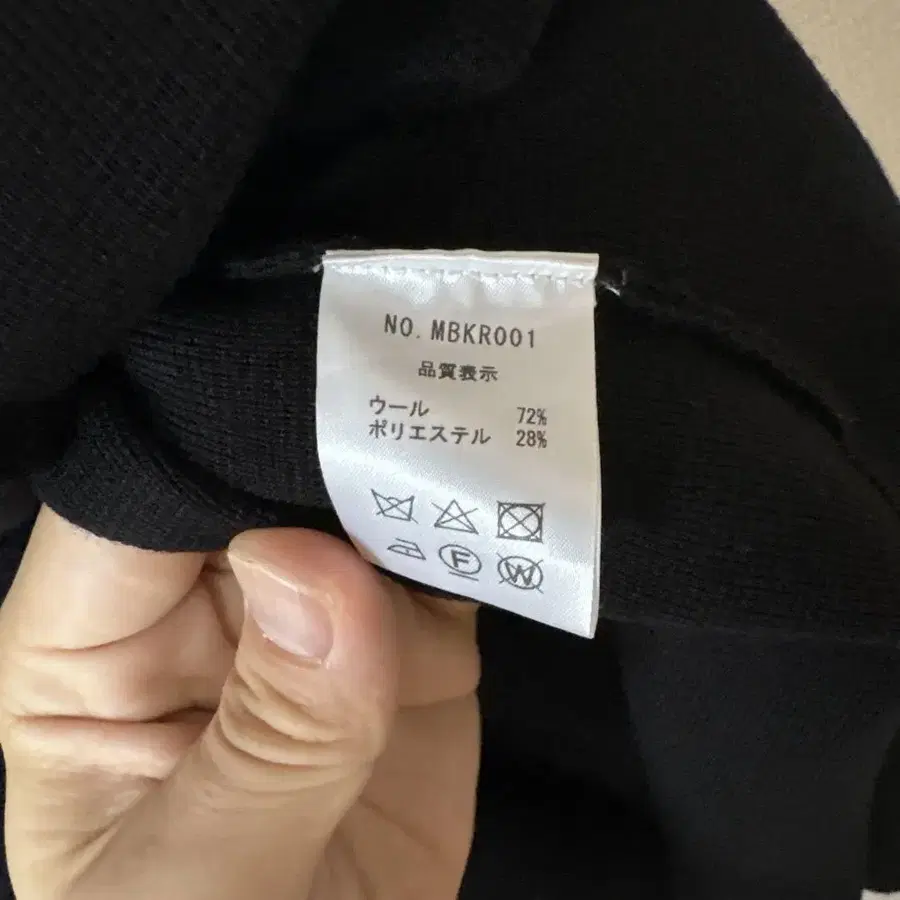 NO. MBKR001
品質表示
ウール 72%
ポリエステル 28%
F
W